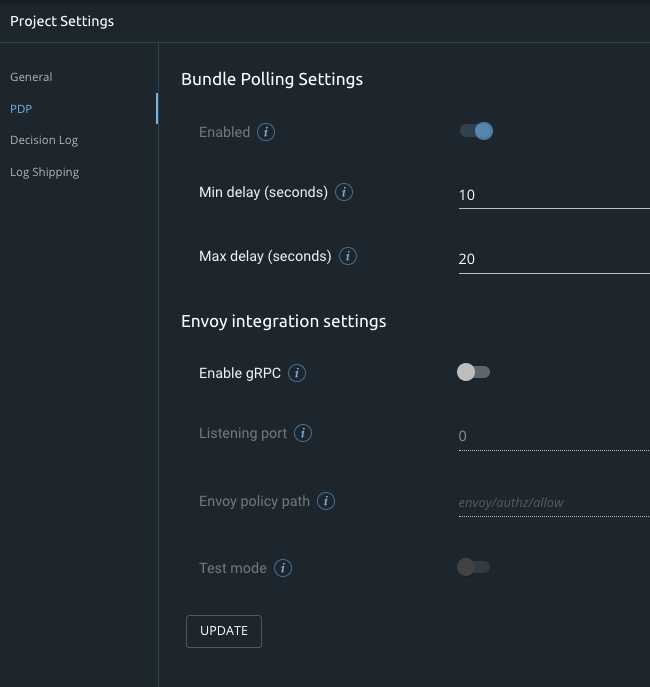 Project Settings
General
PDP
Decision Log
Log Shipping
Bundle Polling Settings
Enabled i
Min delay (seconds) i
10
Max delay (seconds) i
20
Envoy integration settings
Enable gRPC i
Listening port i
0
Envoy policy path i
envoy/authz/allow
Test mode i
UPDATE